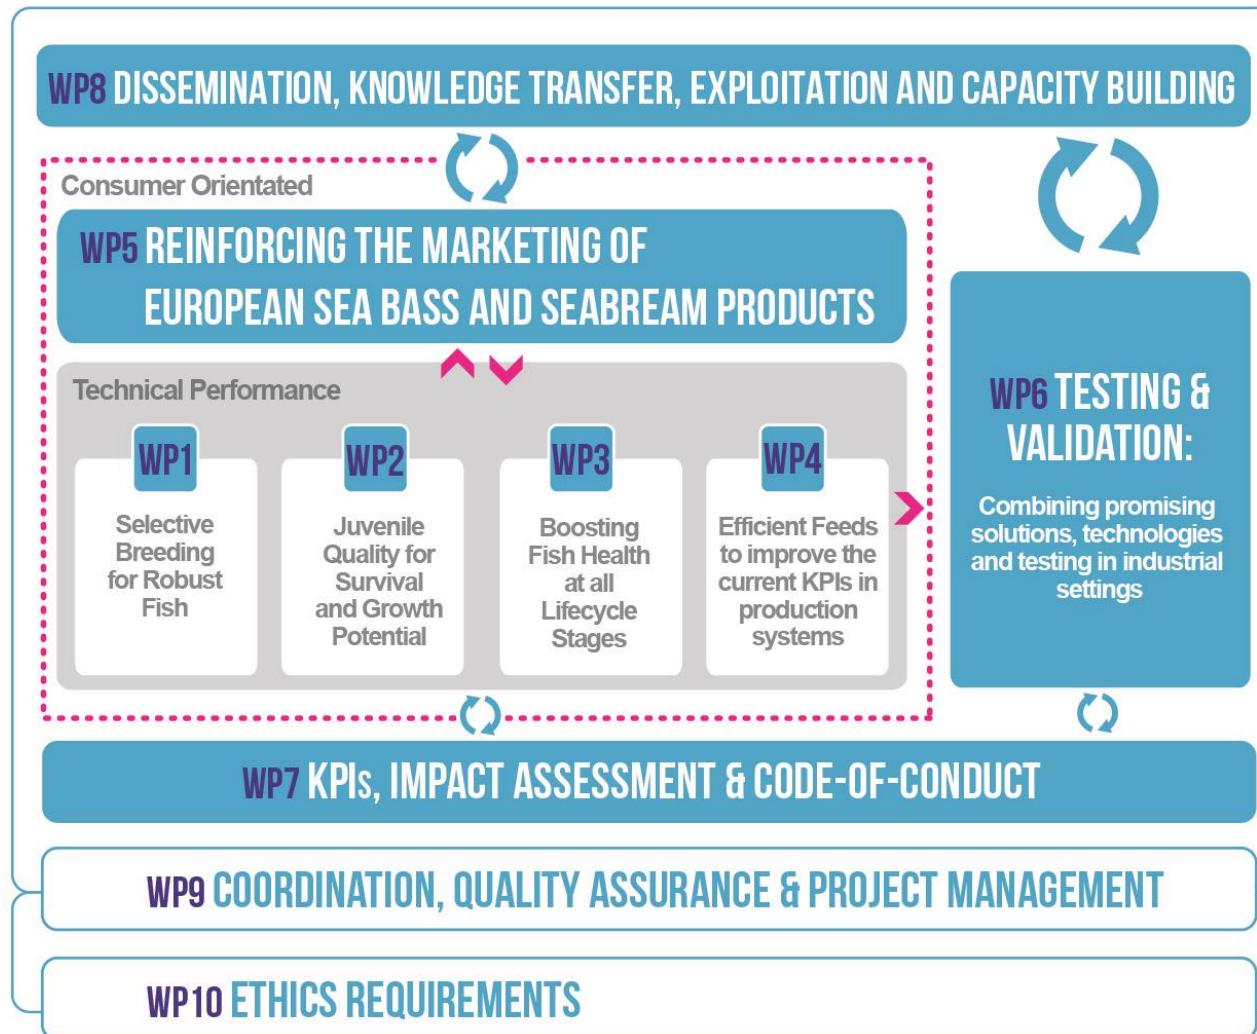 WP8 DISSEMINATION, KNOWLEDGE TRANSFER, EXPLOITATION AND CAPACITY BUILDING
Consumer Orientated
WP5 REINFORCING THE MARKETING OF
EUROPEAN SEA BASS AND SEABREAM PRODUCTS
Technical Performance
WP1
Selective
Breeding
for Robust
Fish
WP2
Juvenile
Quality for
Survival
and Growth
Potential
WP3
Boosting
Fish Health
at all
Lifecycle
Stages
WP4
Efficient Feeds
to improve the
current KPIs in
production
systems
WP6 TESTING &
VALIDATION:
Combining promising
solutions, technologies
and testing in industrial
settings
WP7 KPIs, IMPACT ASSESSMENT & CODE-OF-CONDUCT
WP9 COORDINATION, QUALITY ASSURANCE & PROJECT MANAGEMENT
WP10 ETHICS REQUIREMENTS